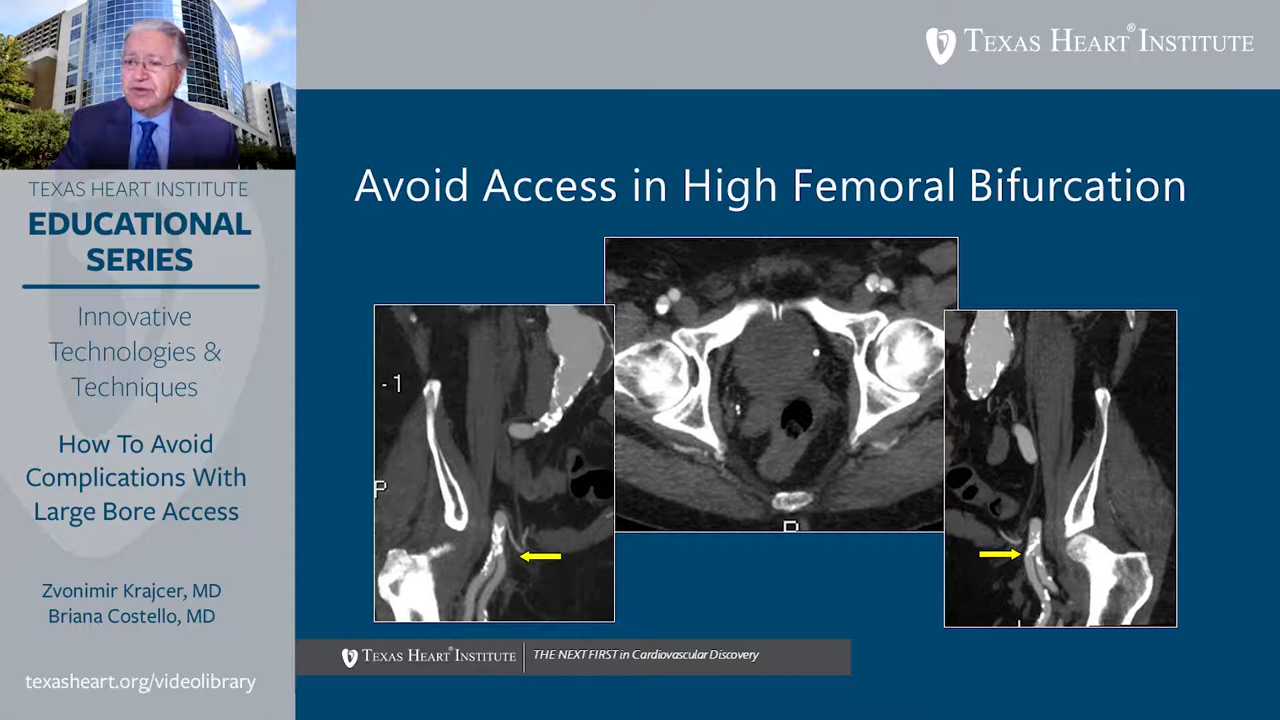 TEXAS HEART® INSTITUTE
TEXAS HEART INSTITUTE
EDUCATIONAL
SERIES
Innovative
Technologies &
Techniques
How To Avoid
Complications With
Large Bore Access
Zvonimir Krajcer, MD
Briana Costello, MD
texasheart.org/videolibrary
Avoid Access in High Femoral Bifurcation
- 1
P
TEXAS HEART® INSTITUTE
THE NEXT FIRST in Cardiovascular Discovery